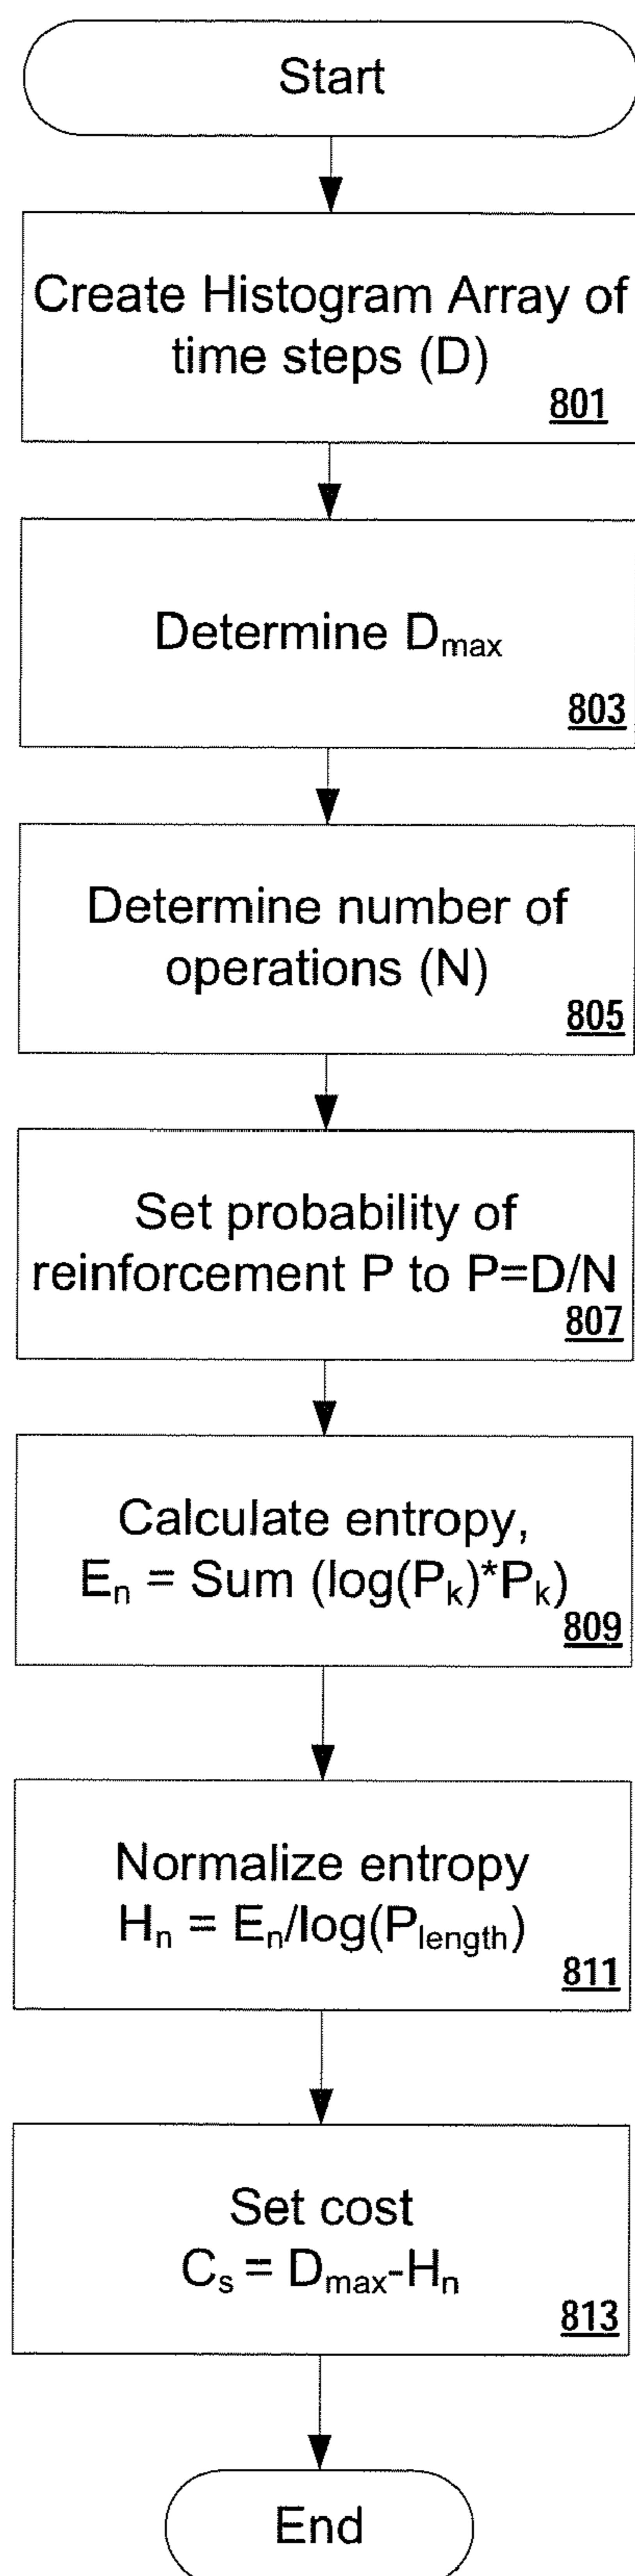 Start
Create Histogram Array of
time steps (D)
801
Determine Dmax
803
Determine number of
operations (N)
805
Set probability of
reinforcement P to P=D/N
807
Calculate entropy,
En = Sum (log(Pk)*Pk)
809
Normalize entropy
Hn = En/log(Plength)
811
Set cost
Cs = Dmax-Hn
813
End